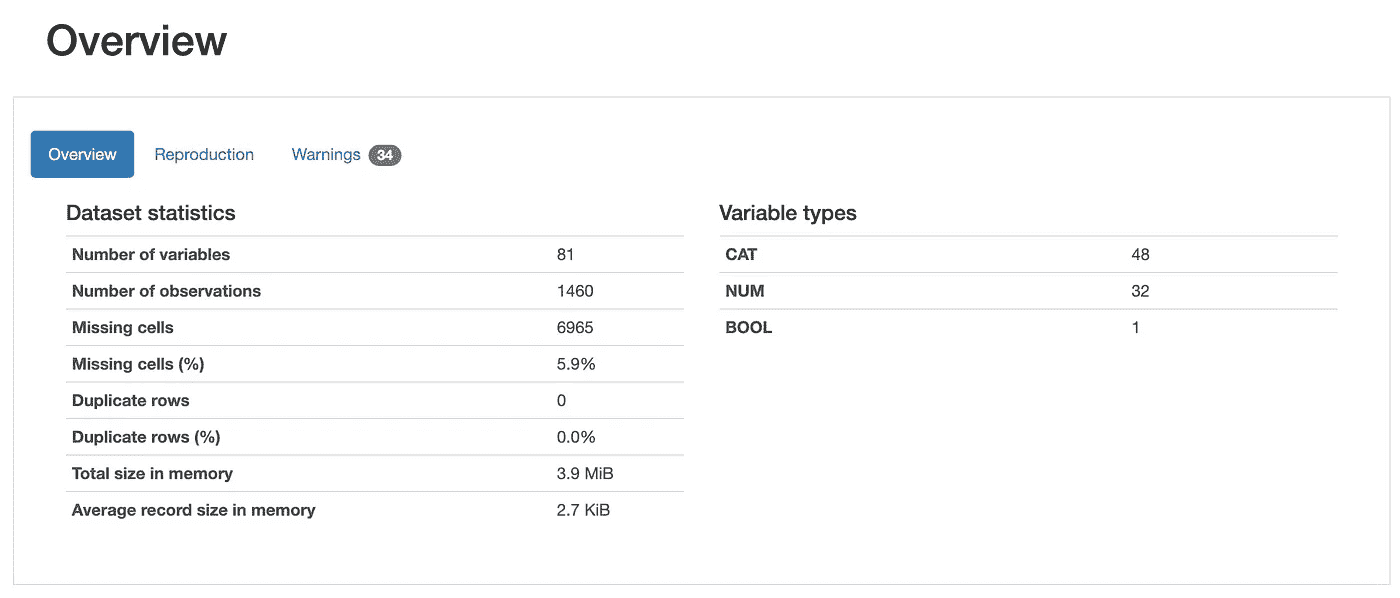 Overview
Overview Reproduction Warnings 34
Dataset statistics
Number of variables 81
Number of observations 1460
Missing cells 6965
Missing cells (%) 5.9%
Duplicate rows 0
Duplicate rows (%) 0.0%
Total size in memory 3.9 MiB
Average record size in memory 2.7 KiB
Variable types
CAT 48
NUM 32
BOOL 1